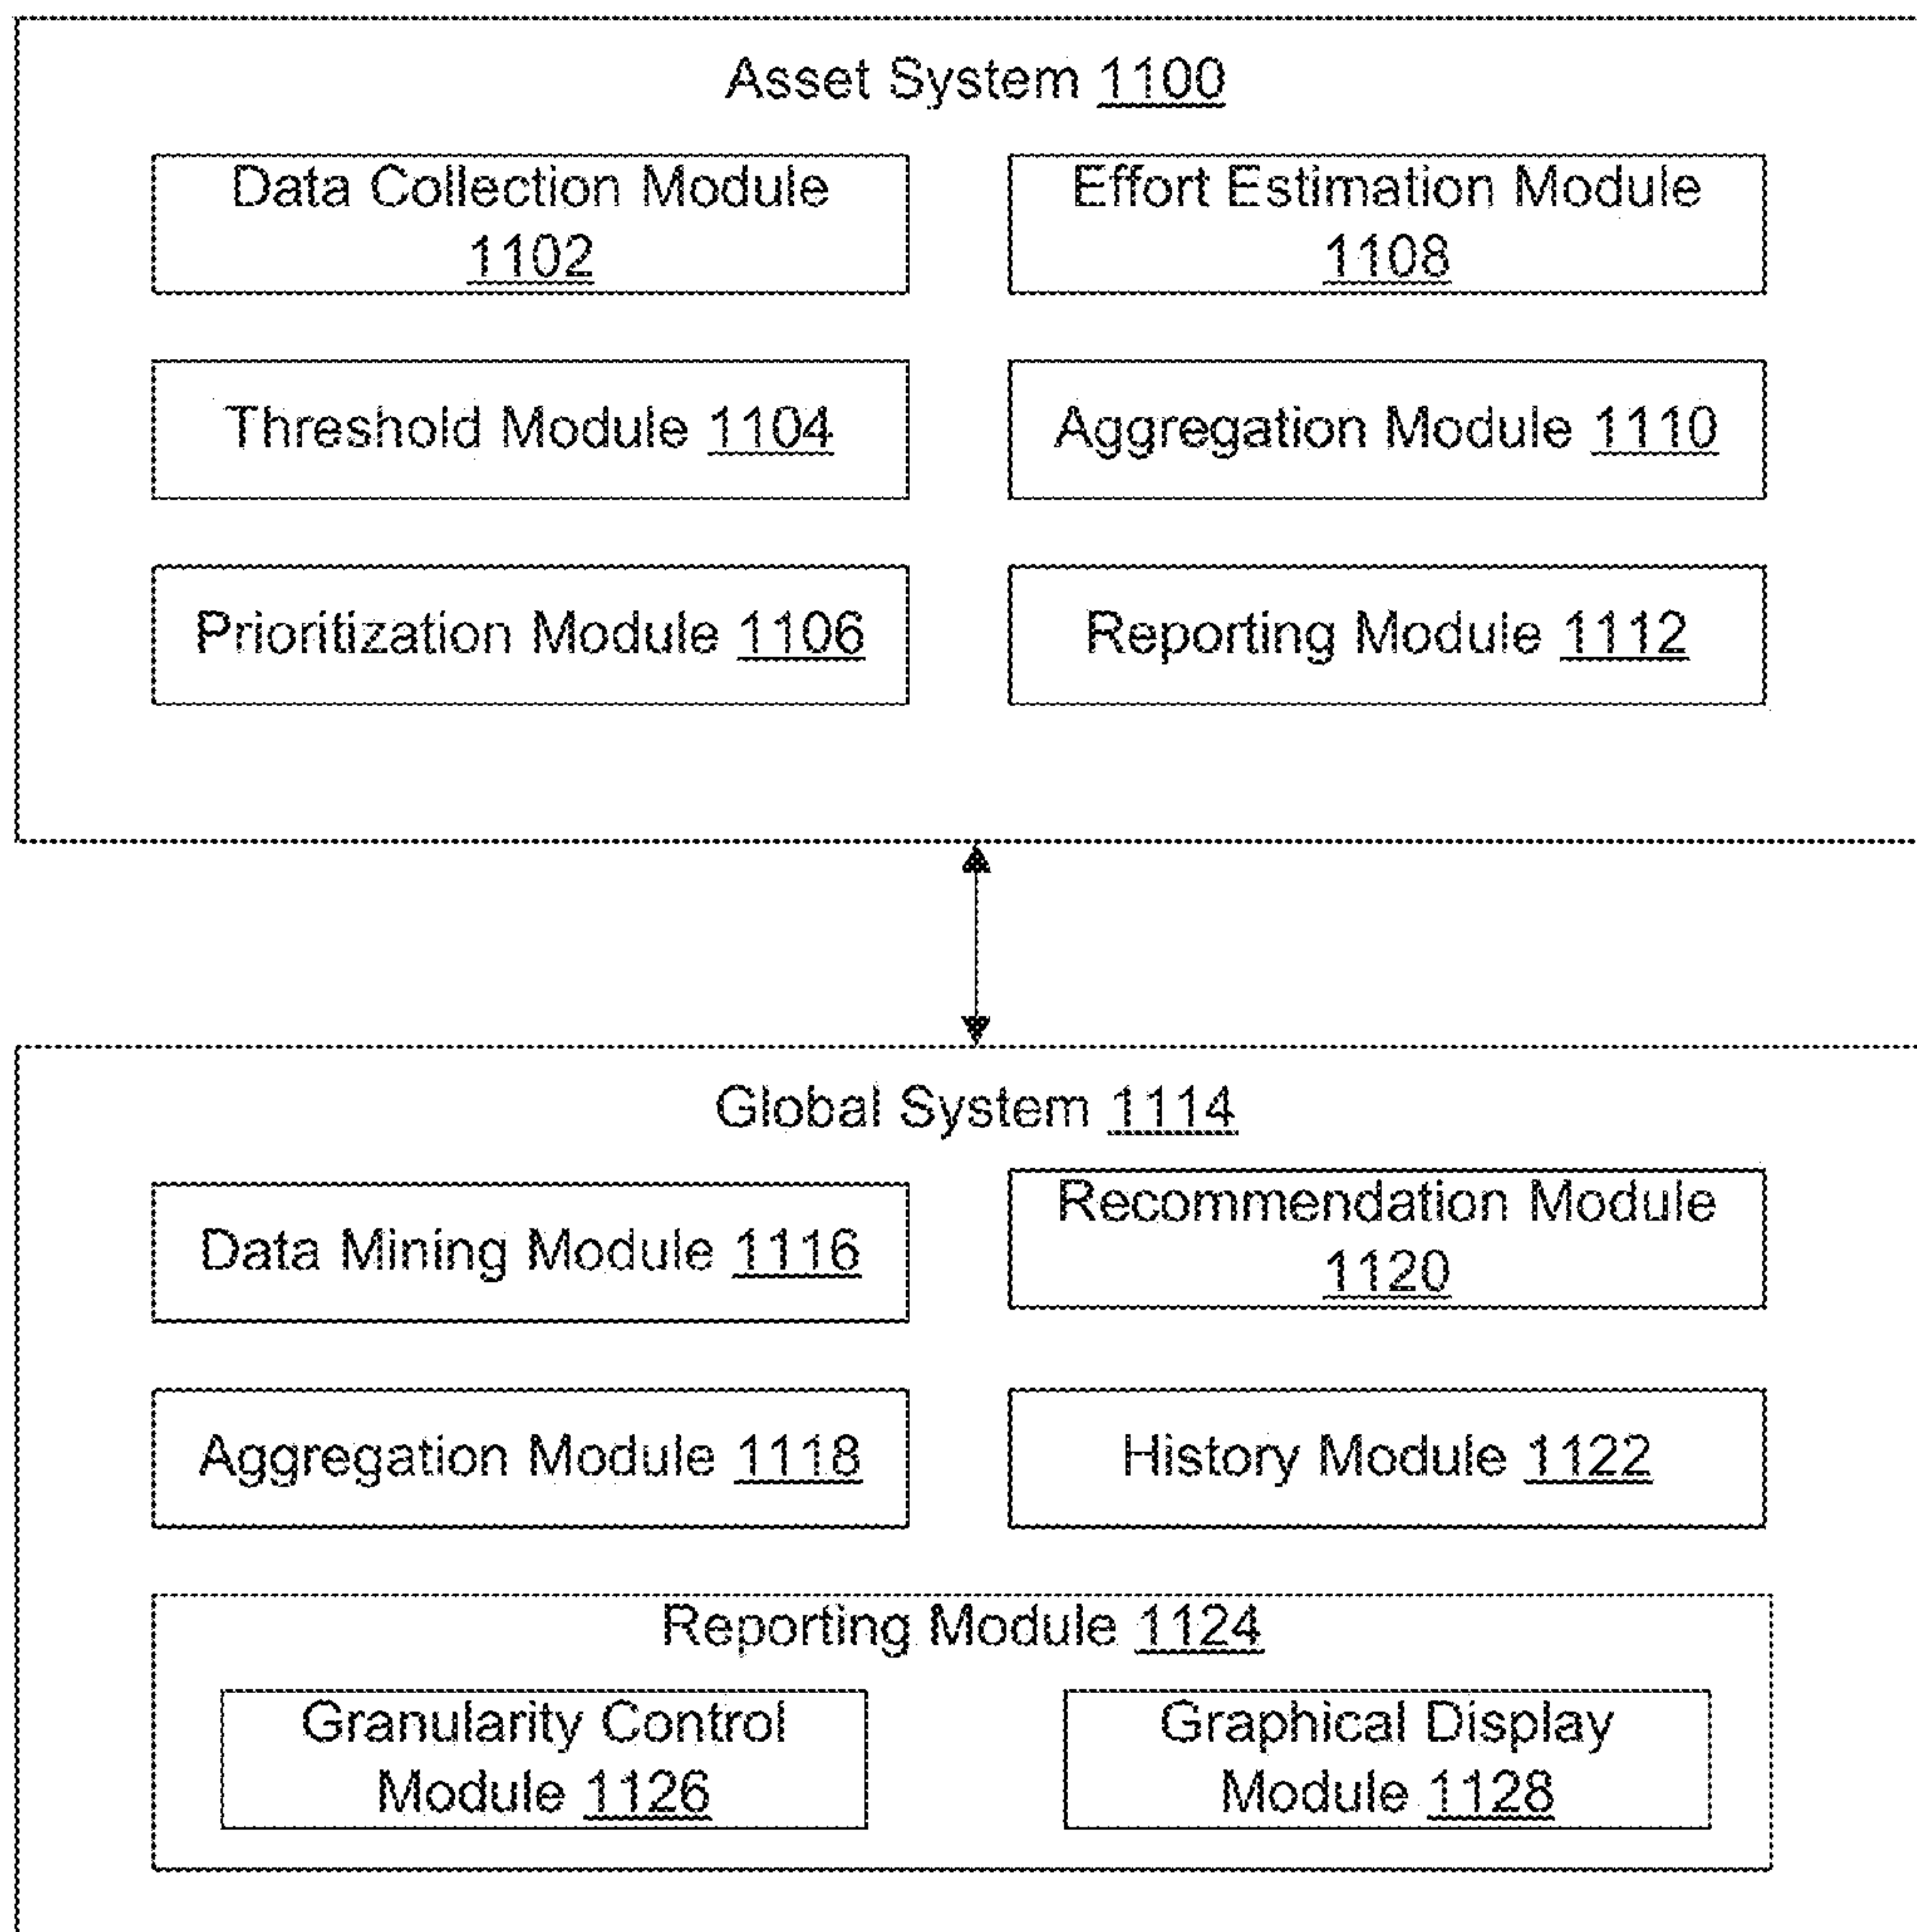 Asset System 1100
Data Collection Module
1102
Effort Estimation Module
1108
Threshold Module 1104
Aggregation Module 1110
Prioritization Module 1106
Reporting Module 1112
Global System 1114
Data Mining Module 1116
Recommendation Module
1120
Aggregation Module 1118
History Module 1122
Reporting Module 1124
Granularity Control
Module 1126
Graphical Display
Module 1128